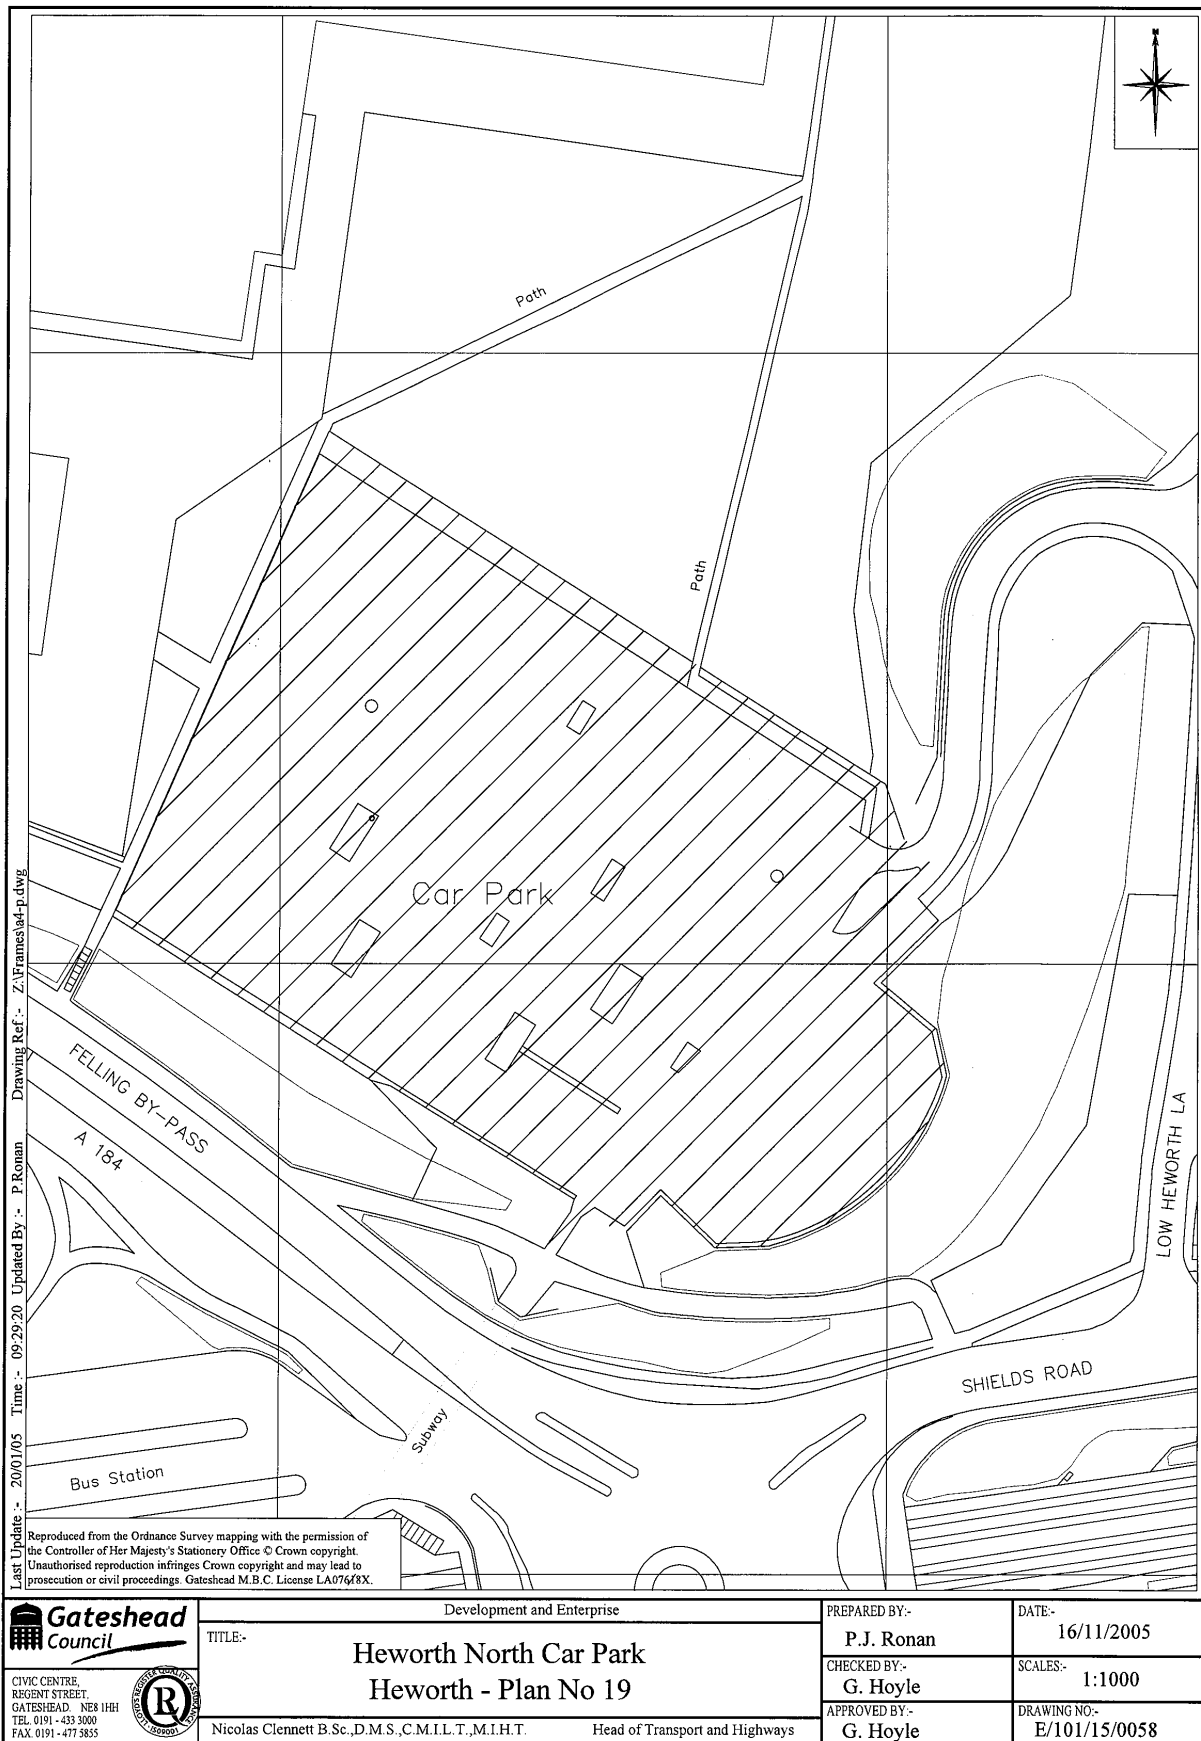 N
Path
Path
Car Park
FELLING BY-PASS
A 184
LOW HEWORTH LA
SHIELDS ROAD
Subway
Bus Station
Last Update :- 20/01/05 Time :- 09:29:20 Updated By :- P.Ronan Drawing Ref :- Z:\Frames\a4-p.dwg
Reproduced from the Ordnance Survey mapping with the permission of
the Controller of Her Majesty's Stationery Office © Crown copyright.
Unauthorised reproduction infringes Crown copyright and may lead to
prosecution or civil proceedings. Gateshead M.B.C. License
Gateshead
Council
CIVIC CENTRE,
REGENT STREET,
GATESHEAD. NE8 1HH
TEL. 0191 - 433 3000
FAX. 0191 - 477 5855
LLOYD'S REGISTER QUALITY ASSURANCE
LR
ISO9001
Development and Enterprise
TITLE:-
Heworth North Car Park
Heworth - Plan No 19
Nicolas Clennett B.Sc.,D.M.S.,C.M.I.L.T.,M.I.H.T. Head of Transport and Highways
PREPARED BY:-
P.J. Ronan
DATE:-
16/11/2005
CHECKED BY:-
G. Hoyle
SCALES:-
1:1000
APPROVED BY:-
G. Hoyle
DRAWING NO:-
E/101/15/0058